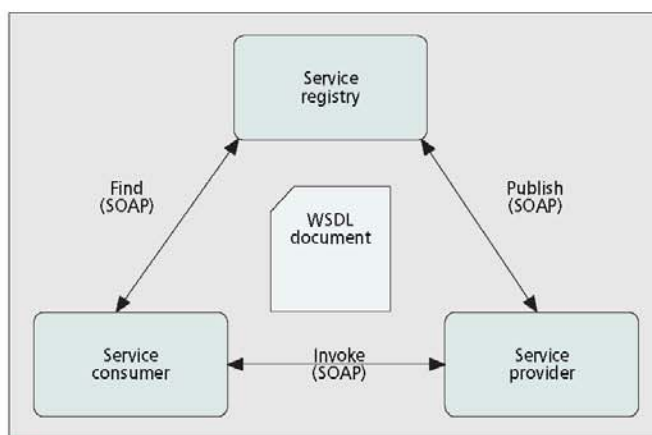 Service
registry
Find
(SOAP)
Publish
(SOAP)
WSDL
document
Service
consumer
Invoke
(SOAP)
Service
provider